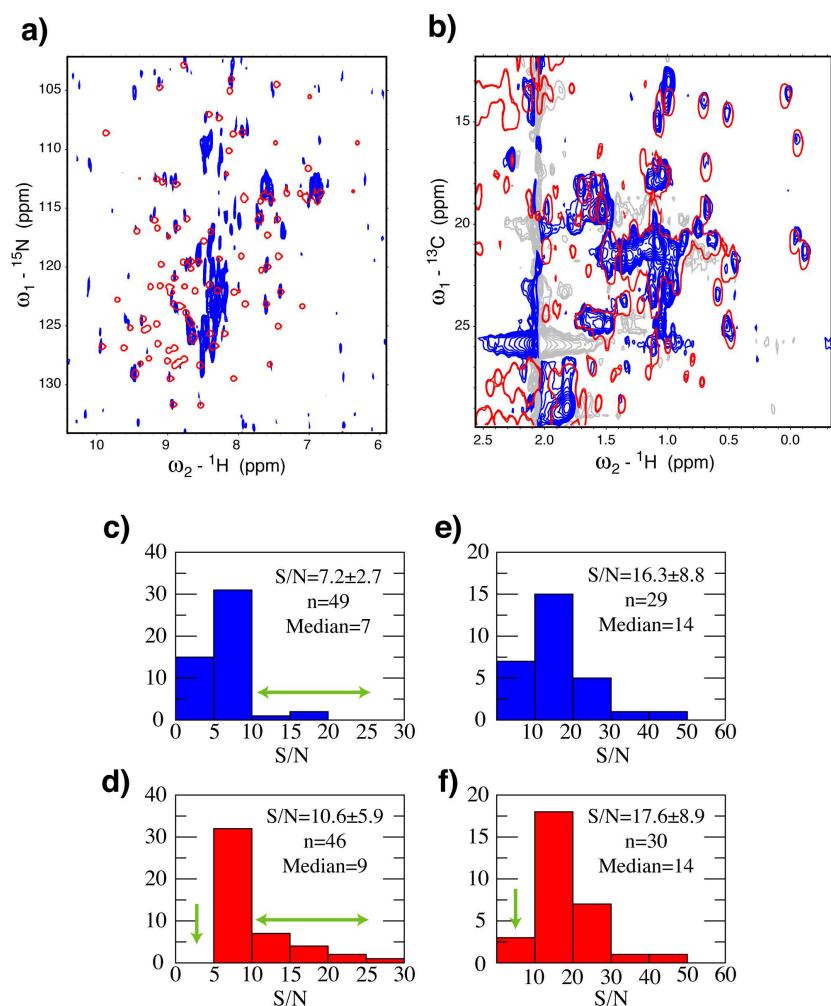 a)
105
110
115
120
125
130
ω1 - 15N (ppm)
10 9 8 7 6
ω2 - 1H (ppm)
b)
15
20
25
ω1 - 13C (ppm)
2.5 2.0 1.5 1.0 0.5 0.0
ω2 - 1H (ppm)
c)
40
30
20
10
0
S/N=7.2±2.7
n=49
Median=7
0 5 10 15 20 25 30
S/N
e)
20
15
10
5
0
S/N=16.3±8.8
n=29
Median=14
10 20 30 40 50 60
S/N
d)
40
30
20
10
0
S/N=10.6±5.9
n=46
Median=9
0 5 10 15 20 25 30
S/N
f)
20
15
10
5
0
S/N=17.6±8.9
n=30
Median=14
10 20 30 40 50 60
S/N